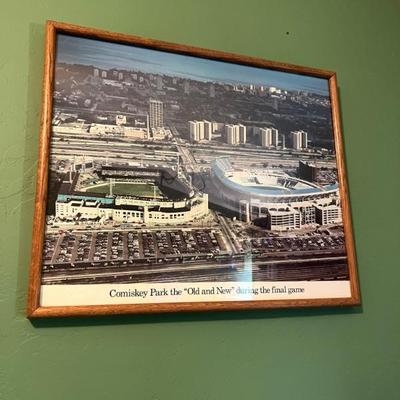 Comiskey Park the "Old and New" during the final game